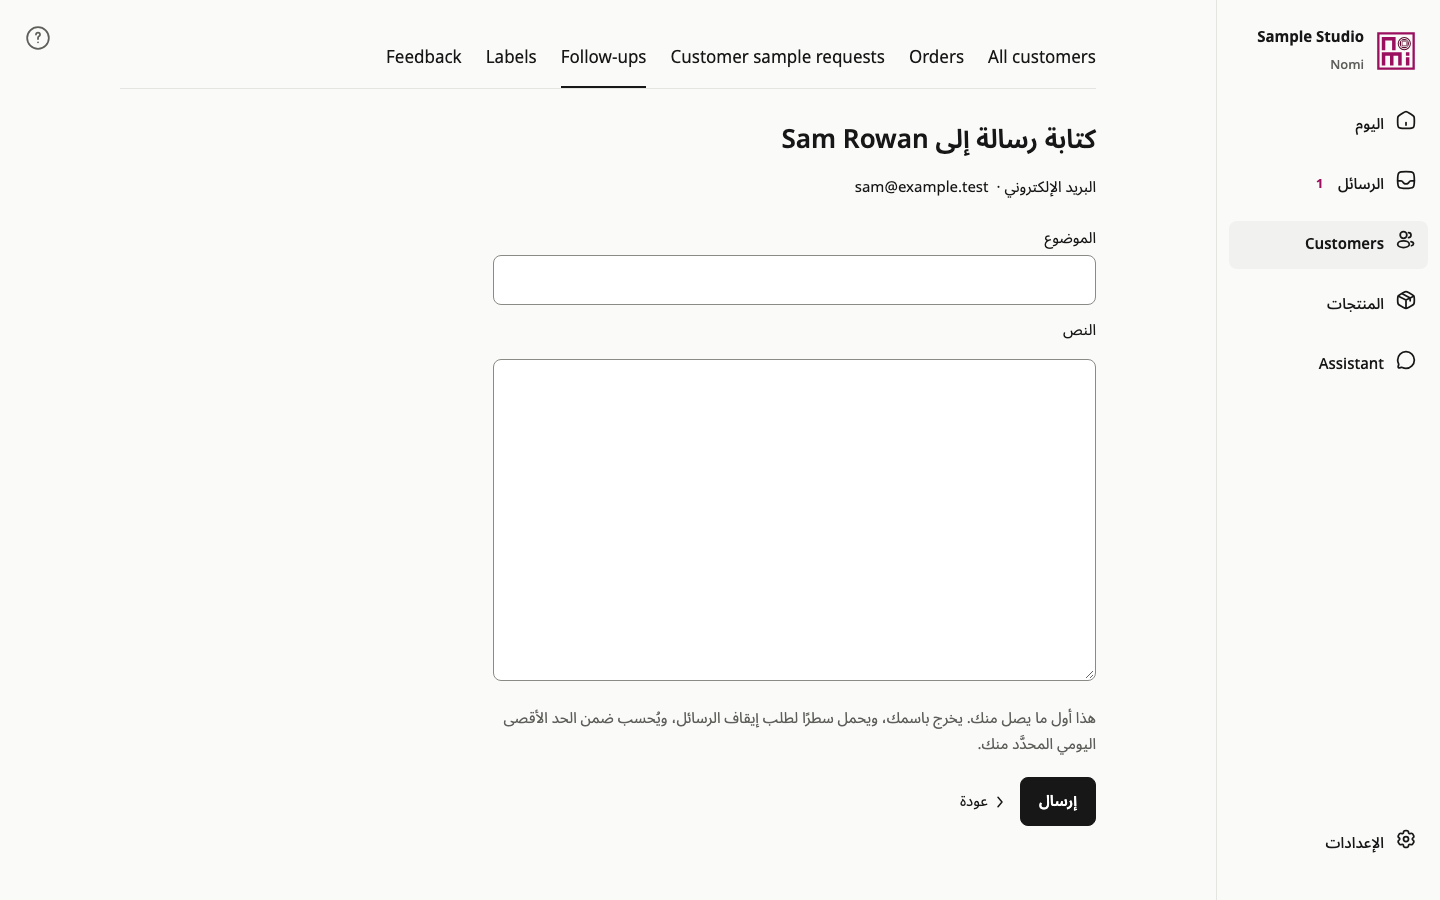 Sample Studio
Nomi
اليوم
الرسائل 1
Customers
المنتجات
Assistant
الإعدادات
All customers
Orders
Customer sample requests
Follow-ups
Labels
Feedback
كتابة رسالة إلى Sam Rowan
البريد الإلكتروني · sam@example.test
الموضوع
النص
هذا أول ما يصل منك. يخرج باسمك، ويحمل سطرًا لطلب إيقاف الرسائل، ويُحسب ضمن الحد الأقصى
اليومي المحدَّد منك.
إرسال
عودة